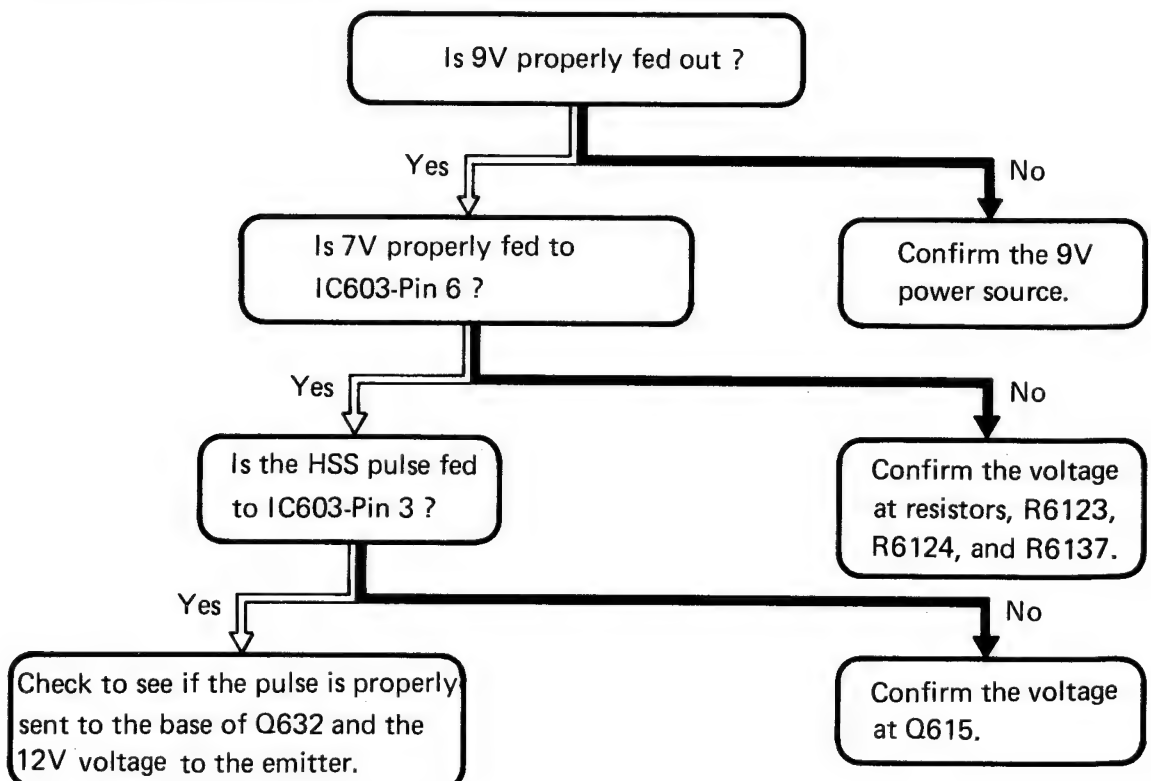 Is 9V properly fed out ?
Yes
No
Is 7V properly fed to
IC603-Pin 6 ?
Confirm the 9V
power source.
Yes
No
Is the HSS pulse fed
to IC603-Pin 3 ?
Confirm the voltage
at resistors, R6123,
R6124, and R6137.
Yes
No
Check to see if the pulse is properly
sent to the base of Q632 and the
12V voltage to the emitter.
Confirm the voltage
at Q615.